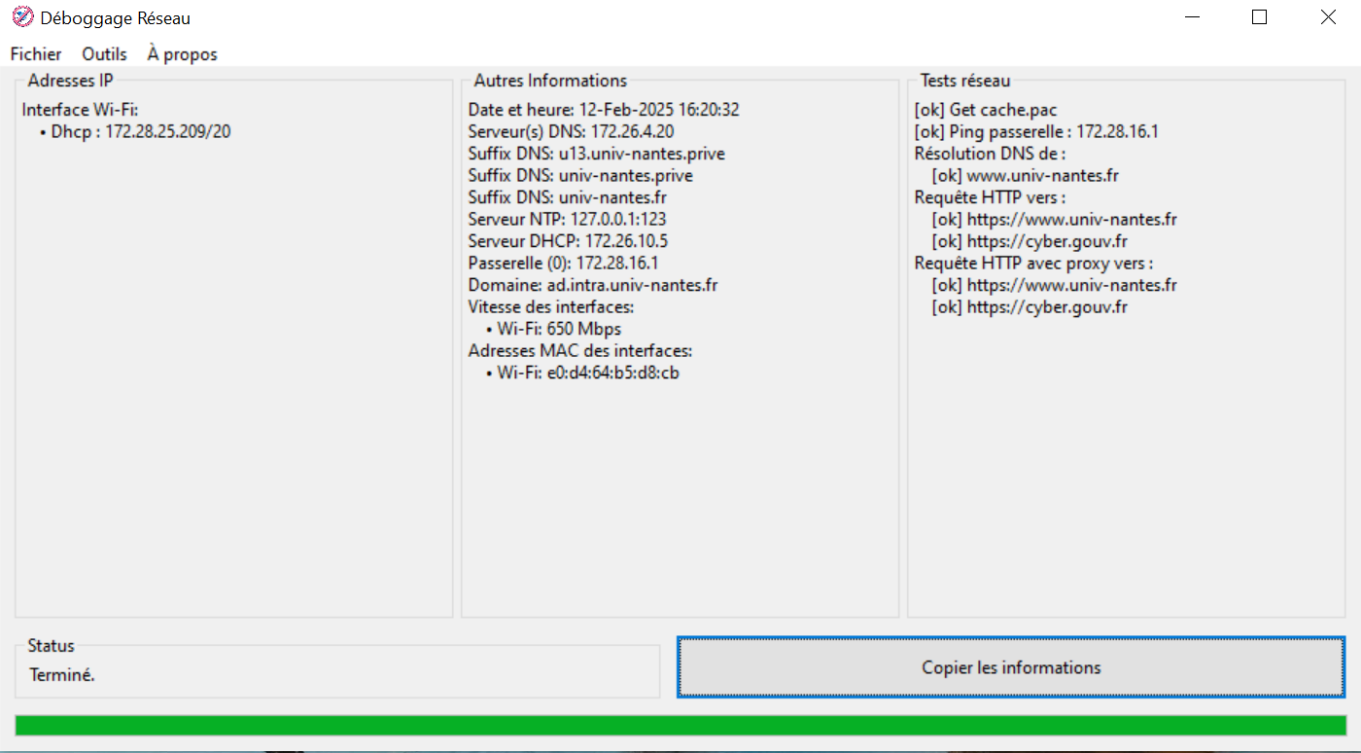 Déboggage Réseau
Fichier Outils À propos
Adresses IP
Interface Wi-Fi:
• Dhcp : 172.28.25.209/20
Autres Informations
Date et heure: 12-Feb-2025 16:20:32
Serveur(s) DNS: 172.26.4.20
Suffix DNS: u13.univ-nantes.prive
Suffix DNS: univ-nantes.prive
Suffix DNS: univ-nantes.fr
Serveur NTP: 127.0.0.1:123
Serveur DHCP: 172.26.10.5
Passerelle (0): 172.28.16.1
Domaine: ad.intra.univ-nantes.fr
Vitesse des interfaces:
• Wi-Fi: 650 Mbps
Adresses MAC des interfaces:
• Wi-Fi: e0:d4:64:b5:d8:cb
Tests réseau
[ok] Get cache.pac
[ok] Ping passerelle : 172.28.16.1
Résolution DNS de :
[ok] www.univ-nantes.fr
Requête HTTP vers :
[ok] https://www.univ-nantes.fr
[ok] https://cyber.gouv.fr
Requête HTTP avec proxy vers :
[ok] https://www.univ-nantes.fr
[ok] https://cyber.gouv.fr
Status
Terminé.
Copier les informations